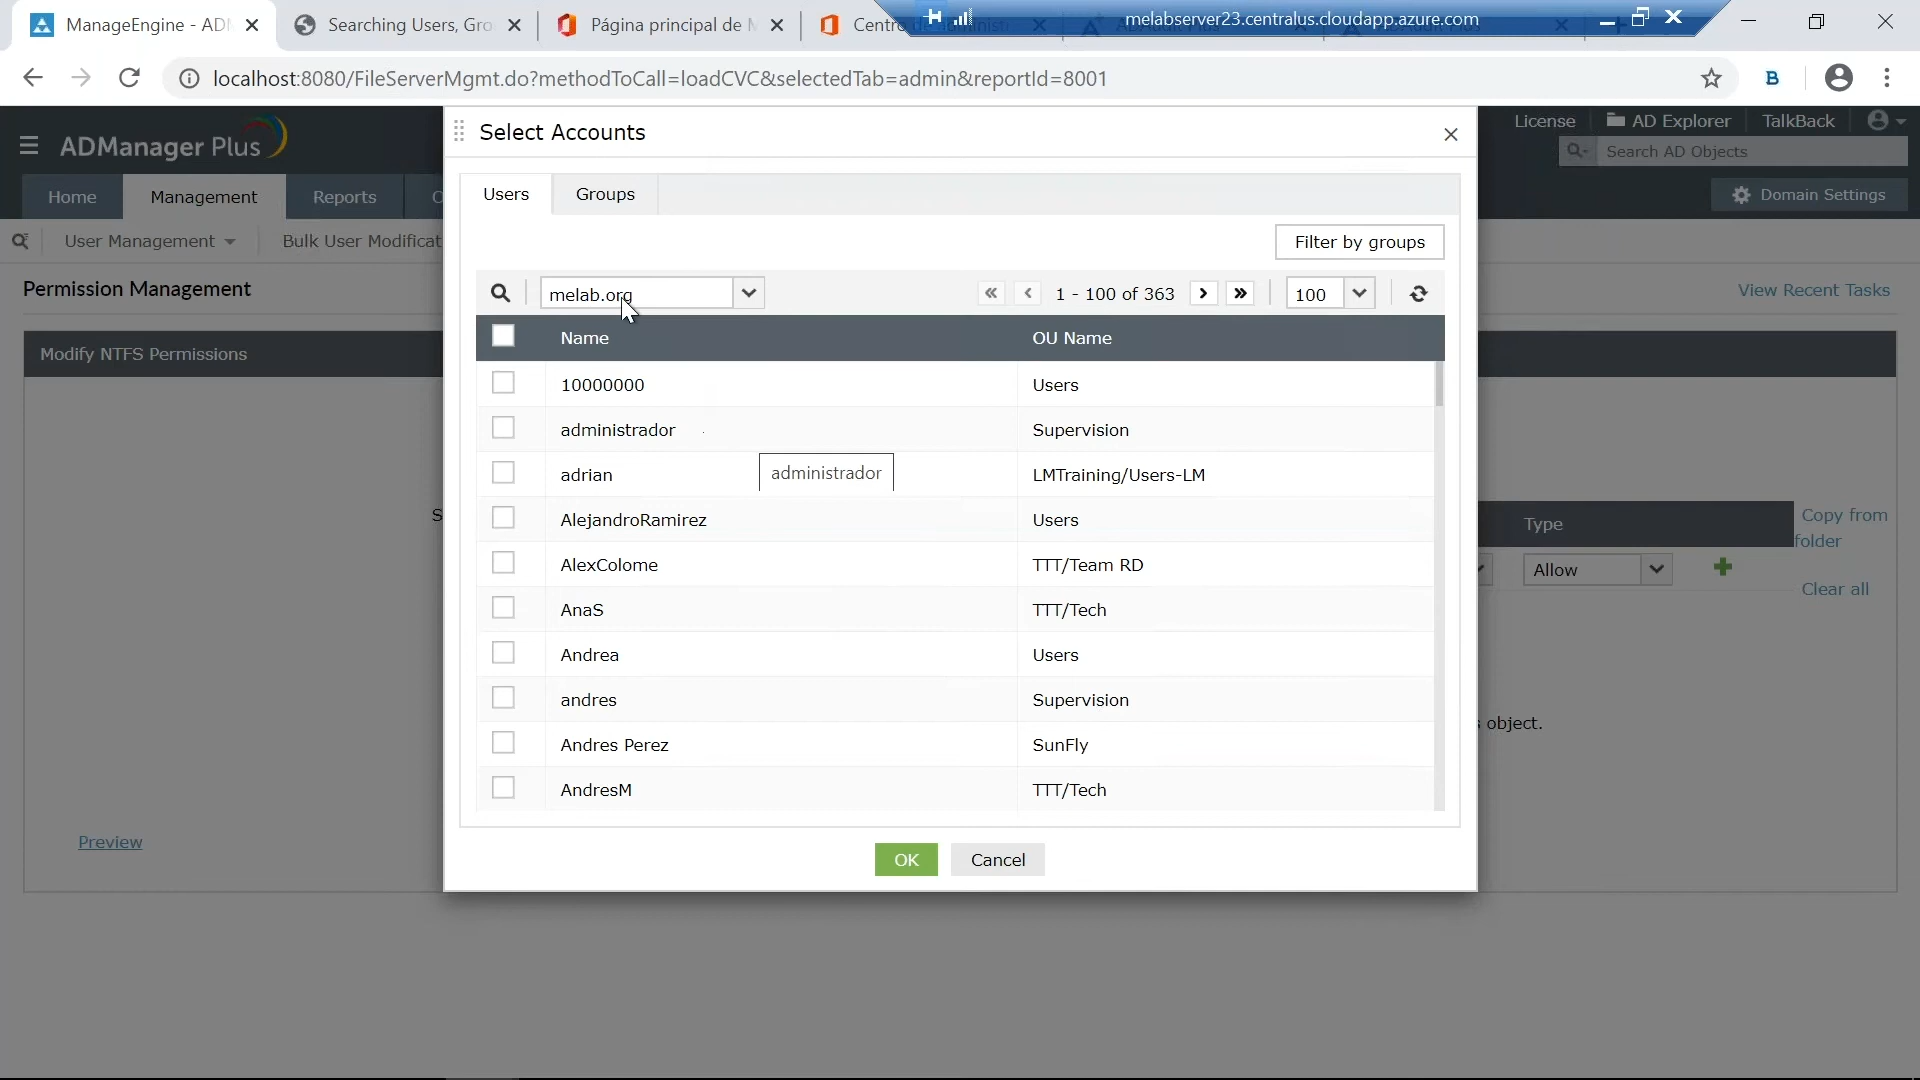 ManageEngine - AD
Searching Users, Gro
Página principal de M
melabserver23.centralus.cloudapp.azure.com
localhost:8080/FileServerMgmt.do?methodToCall=loadCVC&selectedTab=admin&reportId=8001
B
ADManager Plus
License
AD Explorer
TalkBack
Search AD Objects
Home
Management
Reports
Domain Settings
User Management
Bulk User Modificat
Permission Management
View Recent Tasks
Modify NTFS Permissions
Select Accounts
Users
Groups
Filter by groups
melab.org
1 - 100 of 363
100
Name
OU Name
10000000
Users
administrador
Supervision
adrian
LMTraining/Users-LM
administrador
AlejandroRamirez
Users
AlexColome
TTT/Team RD
AnaS
TTT/Tech
Andrea
Users
andres
Supervision
Andres Perez
SunFly
AndresM
TTT/Tech
OK
Cancel
Type
Copy from
folder
Allow
Clear all
object.
Preview